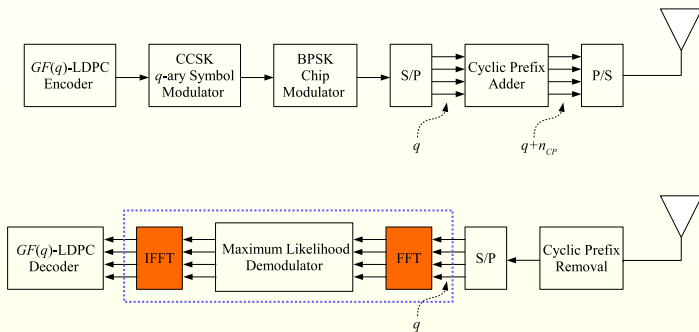 GF(q)-LDPC
Encoder
CCSK
q-ary Symbol
Modulator
BPSK
Chip
Modulator
S/P
Cyclic Prefix
Adder
P/S
q
q+nCP
GF(q)-LDPC
Decoder
IFFT
Maximum Likelihood
Demodulator
FFT
S/P
Cyclic Prefix
Removal
q